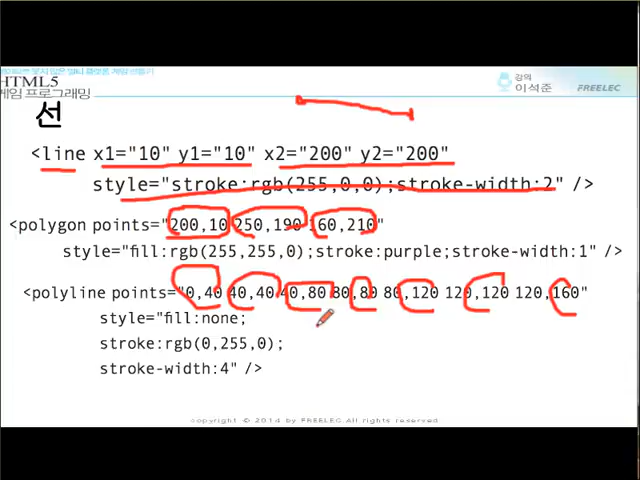 HTML5
게임 프로그래밍
강의
이석준
FREELEC
선
<line x1="10" y1="10" x2="200" y2="200"
style="stroke:rgb(255,0,0);stroke-width:2" />
<polygon points="200,10 250,190 160,210"
style="fill:rgb(255,255,0);stroke:purple;stroke-width:1" />
<polyline points="0,40 40,40 40,80 80,80 80,120 120,120 120,160"
style="fill:none;
stroke:rgb(0,255,0);
stroke-width:4" />
copyright © 2014 by FREELEC All rights reserved